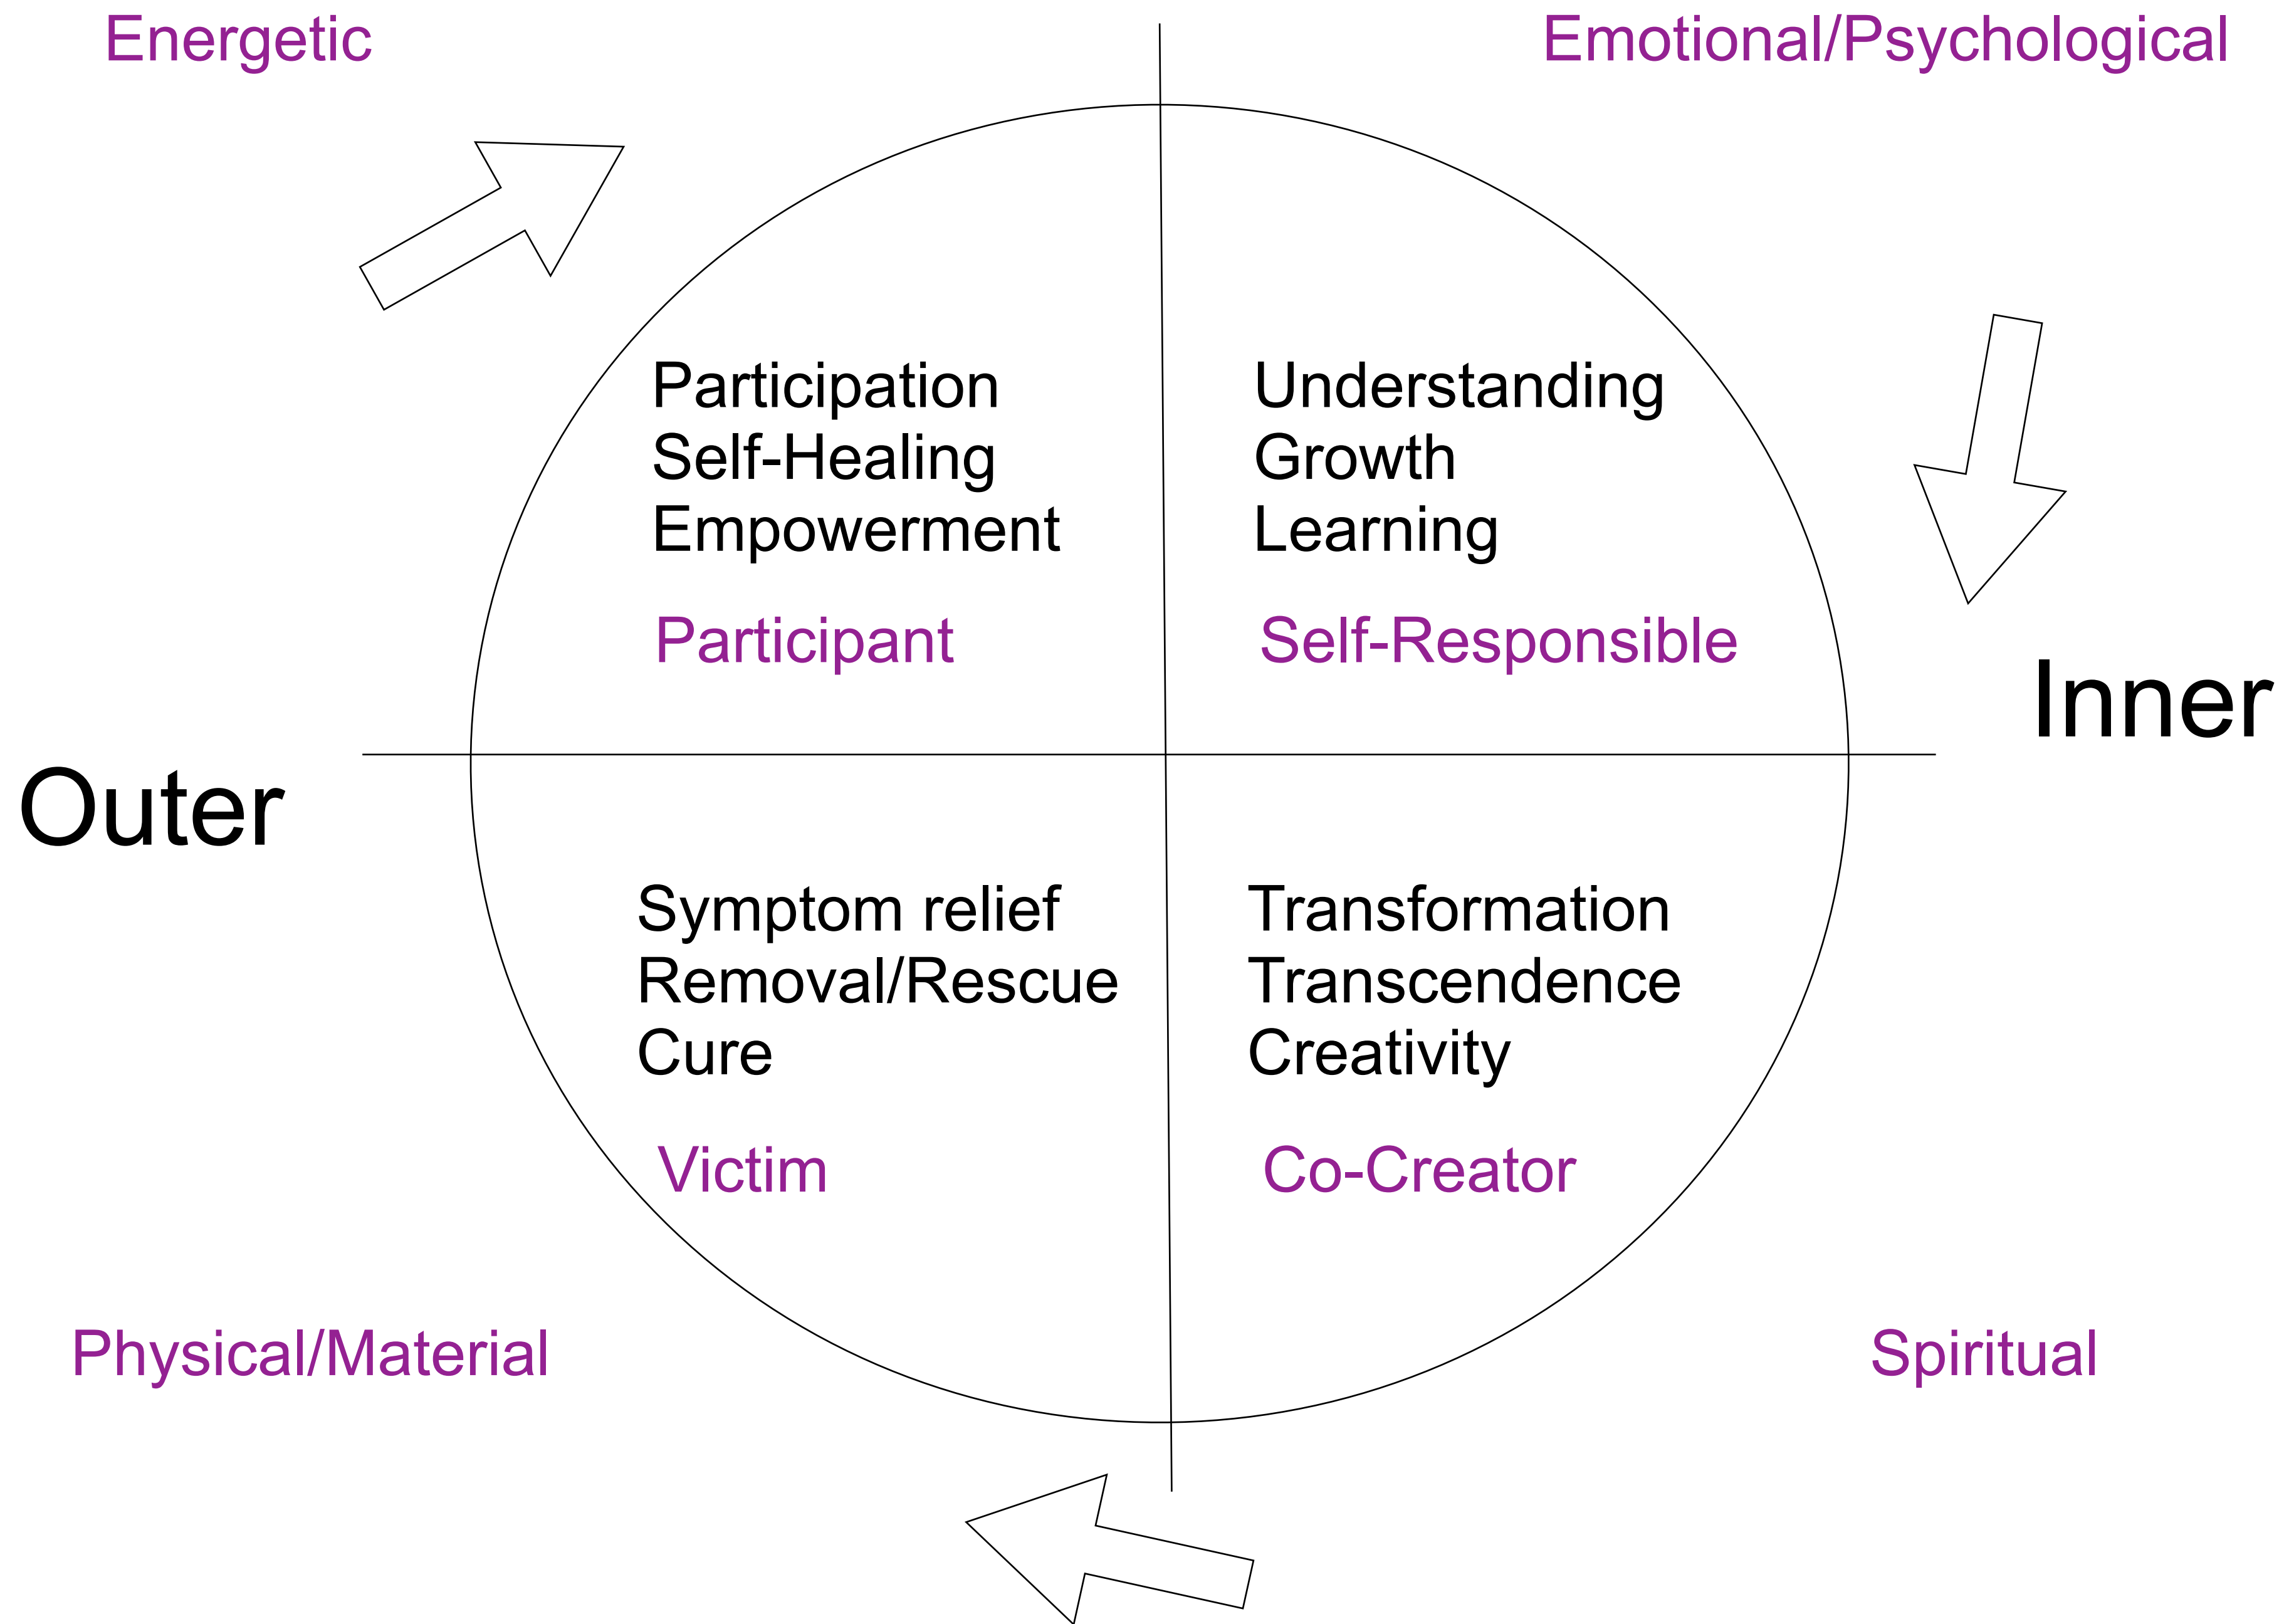 Energetic
Emotional/Psychological
Participation
Self-Healing
Empowerment
Participant
Understanding
Growth
Learning
Self-Responsible
Inner
Outer
Symptom relief
Removal/Rescue
Cure
Victim
Transformation
Transcendence
Creativity
Co-Creator
Physical/Material
Spiritual